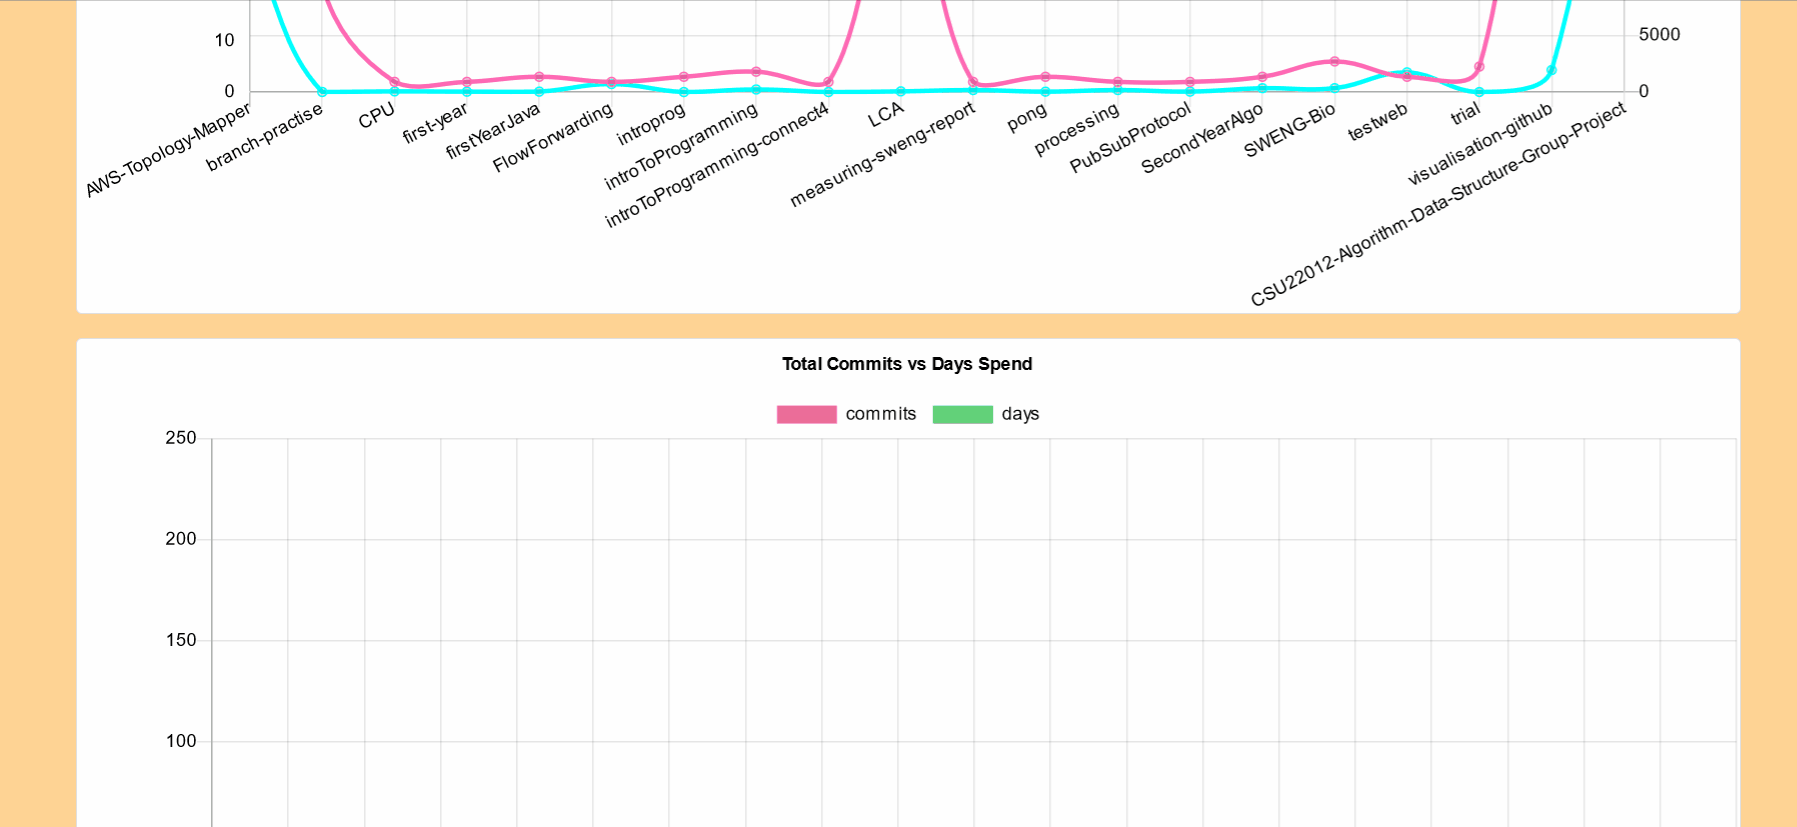 10
5000
0
0
AWS-Topology-Mapper
branch-practise
CPU
first-year
firstYearJava
FlowForwarding
introprog
introToProgramming
introToProgramming-connect4
LCA
measuring-sweng-report
pong
processing
PubSubProtocol
SecondYearAlgo
SWENG-Bio
testweb
trial
visualisation-github
CSU22012-Algorithm-Data-Structure-Group-Project
Total Commits vs Days Spend
commits days
250
200
150
100